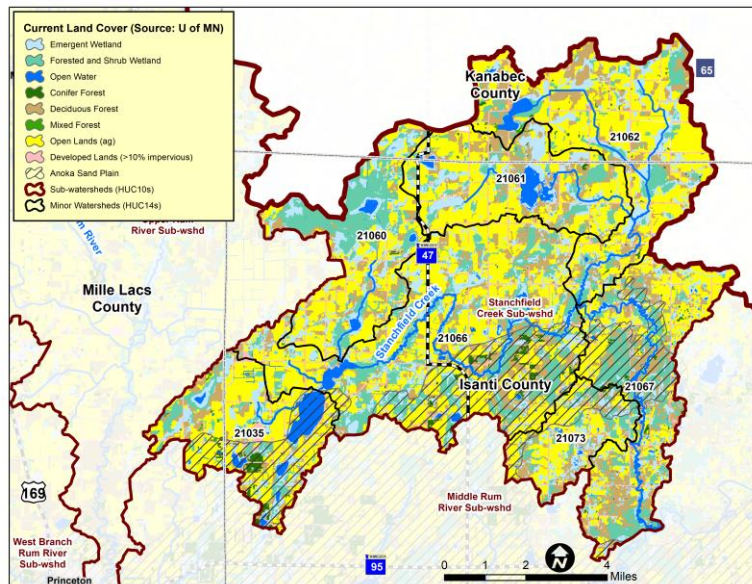 Current Land Cover (Source: U of MN)
Emergent Wetland
Forested and Shrub Wetland
Open Water
Conifer Forest
Deciduous Forest
Mixed Forest
Open Lands (ag)
Developed Lands (>10% impervious)
Anoka Sand Plain
Sub-watersheds (HUC10s)
Minor Watersheds (HUC14s)
River Sub-wshd
Kanabec
County
65
21062
21061
21060
47
Mille Lacs
County
Stanchfield Creek
Stanchfield
Creek Sub-wshd
21066
Isanti County
21067
21035
21073
169
Middle Rum
River Sub-wshd
West Branch
Rum River
Sub-wshd
Princeton
95
N
0 1 2 4
Miles